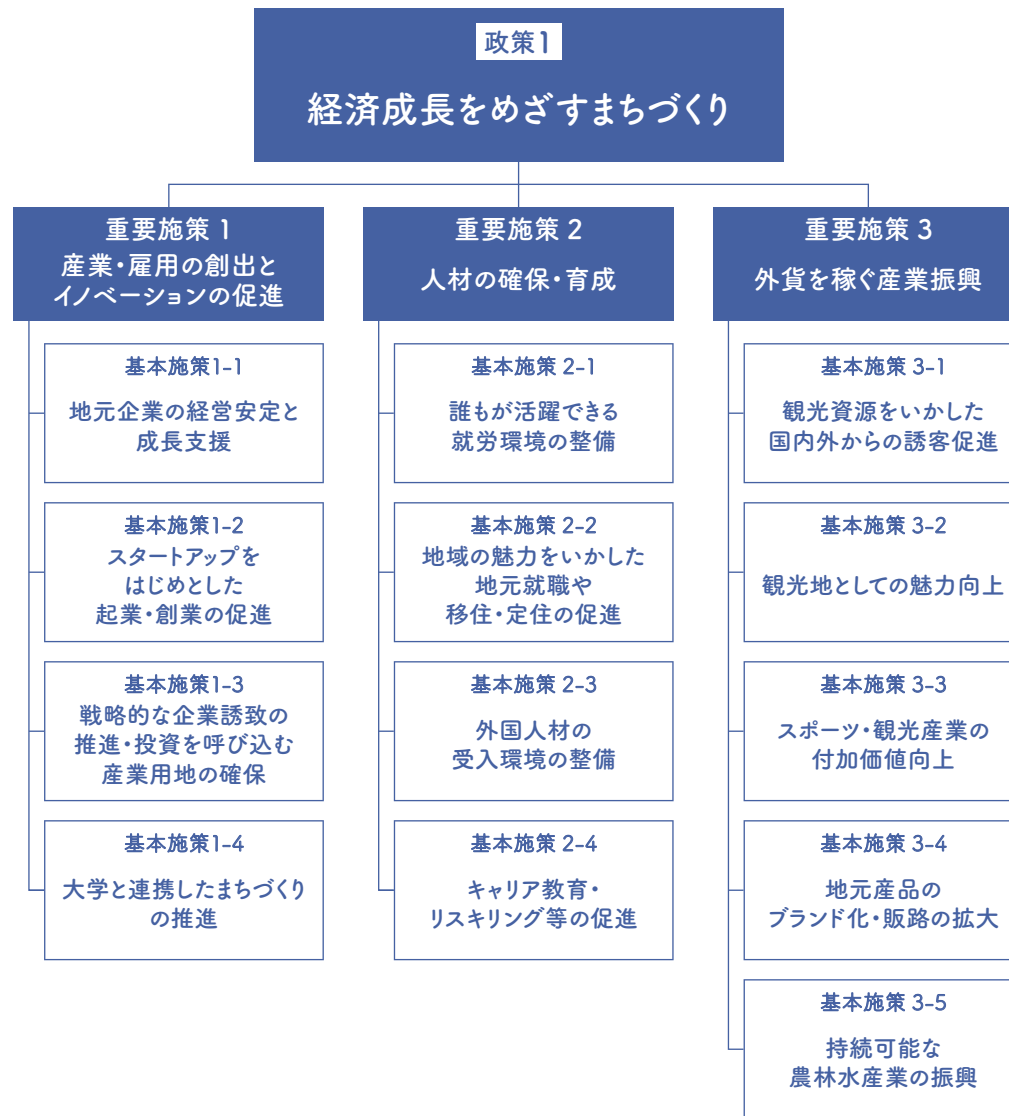 政策1
経済成長をめざすまちづくり
重要施策 1
産業・雇用の創出と
イノベーションの促進
基本施策1-1
地元企業の経営安定と
成長支援
基本施策1-2
スタートアップを
はじめとした
起業・創業の促進
基本施策1-3
戦略的な企業誘致の
推進・投資を呼び込む
産業用地の確保
基本施策1-4
大学と連携したまちづくり
の推進
重要施策 2
人材の確保・育成
基本施策 2-1
誰もが活躍できる
就労環境の整備
基本施策 2-2
地域の魅力をいかした
地元就職や
移住・定住の促進
基本施策 2-3
外国人材の
受入環境の整備
基本施策 2-4
キャリア教育・
リスキリング等の促進
重要施策 3
外貨を稼ぐ産業振興
基本施策 3-1
観光資源をいかした
国内外からの誘客促進
基本施策 3-2
観光地としての魅力向上
基本施策 3-3
スポーツ・観光産業の
付加価値向上
基本施策 3-4
地元産品の
ブランド化・販路の拡大
基本施策 3-5
持続可能な
農林水産業の振興